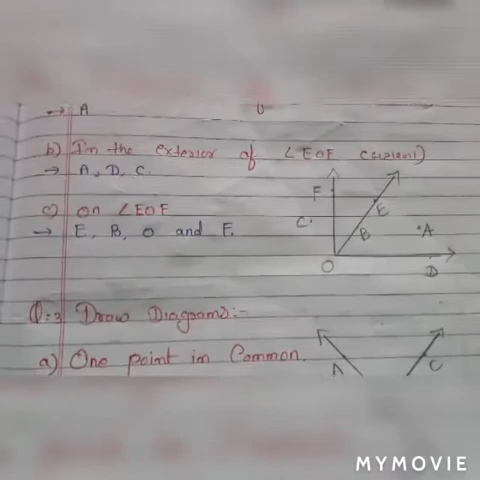 → A
b) In the exterior of ∠EOF
→ A, D, C.
c) on ∠EOF
→ E, B, O and F.
F
E
C
B
A
O
D
Q:3 Draw Diagrams:-
a) One point in Common.
A
C
MYMOVIE